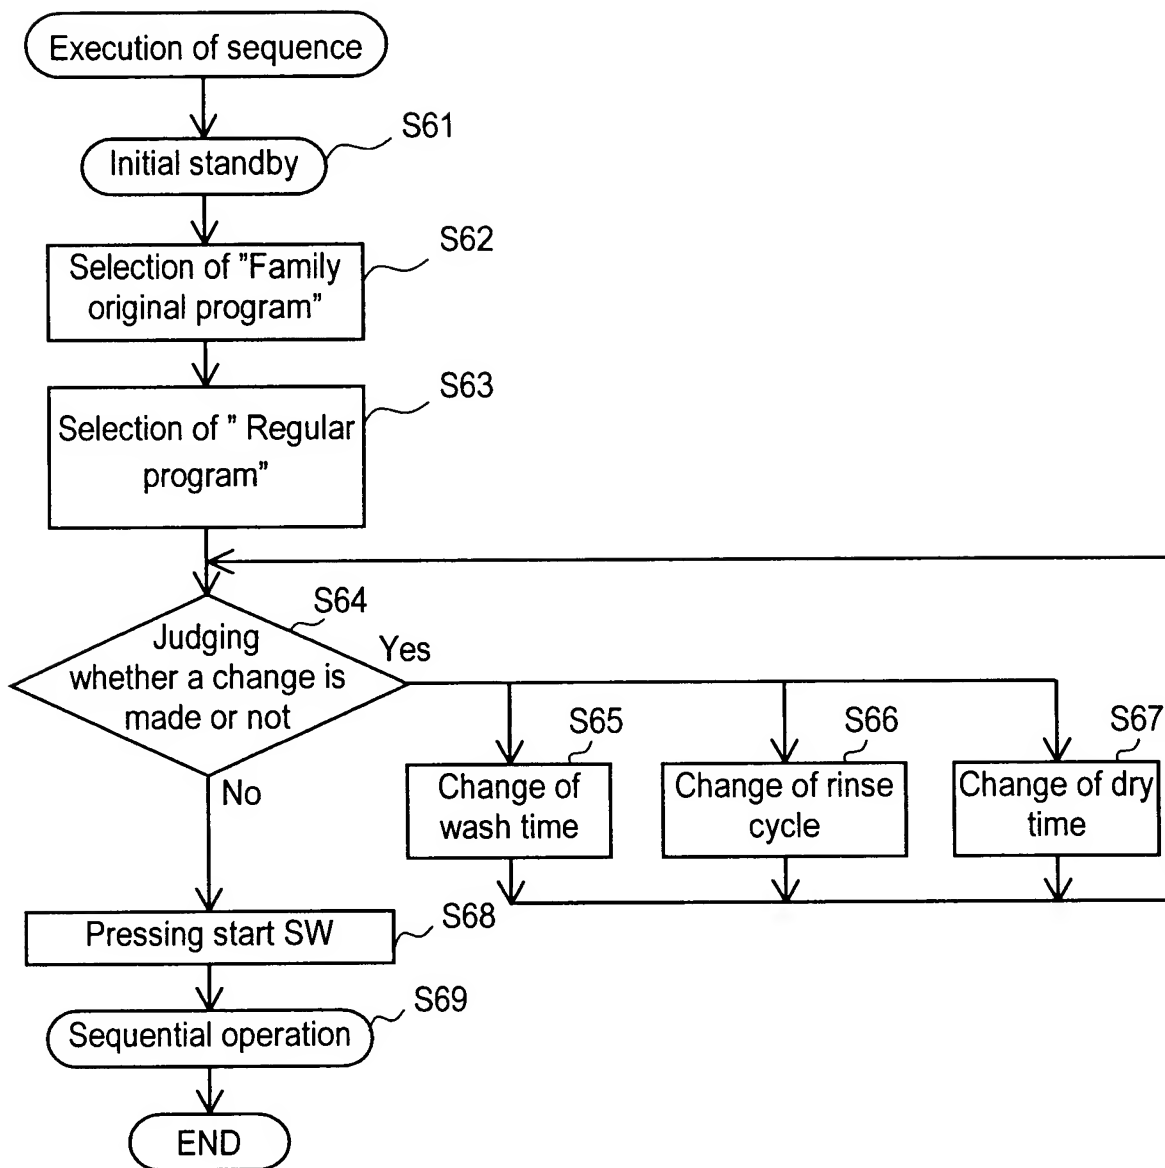 Execution of sequence
S61
Initial standby
S62
Selection of ”Family
original program”
S63
Selection of ” Regular
program”
S64
Judging
whether a change is
made or not
Yes
No
S65
Change of
wash time
S66
Change of rinse
cycle
S67
Change of dry
time
S68
Pressing start SW
S69
Sequential operation
END